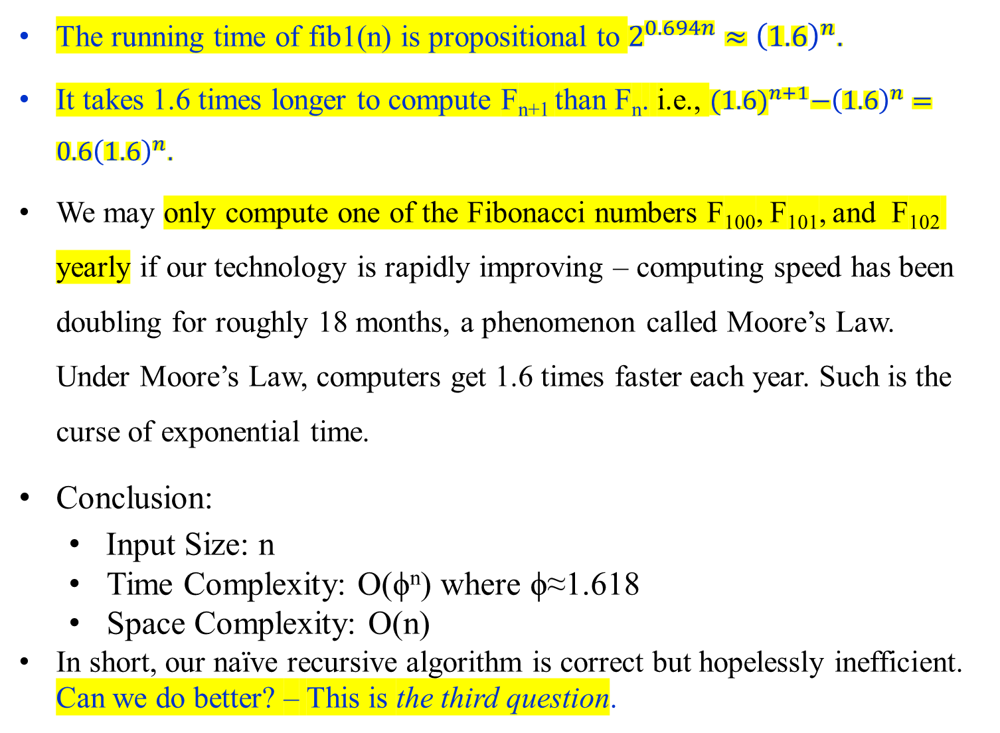 • The running time of fib1(n) is propositional to 2^{0.694n} ≈ (1.6)^n.
• It takes 1.6 times longer to compute F_{n+1} than F_n. i.e., (1.6)^{n+1}−(1.6)^n =
0.6(1.6)^n.
• We may only compute one of the Fibonacci numbers F_{100}, F_{101}, and F_{102}
yearly if our technology is rapidly improving – computing speed has been
doubling for roughly 18 months, a phenomenon called Moore’s Law.
Under Moore’s Law, computers get 1.6 times faster each year. Such is the
curse of exponential time.
• Conclusion:
• Input Size: n
• Time Complexity: O(ϕ^n) where ϕ≈1.618
• Space Complexity: O(n)
• In short, our naïve recursive algorithm is correct but hopelessly inefficient.
Can we do better? – This is the third question.